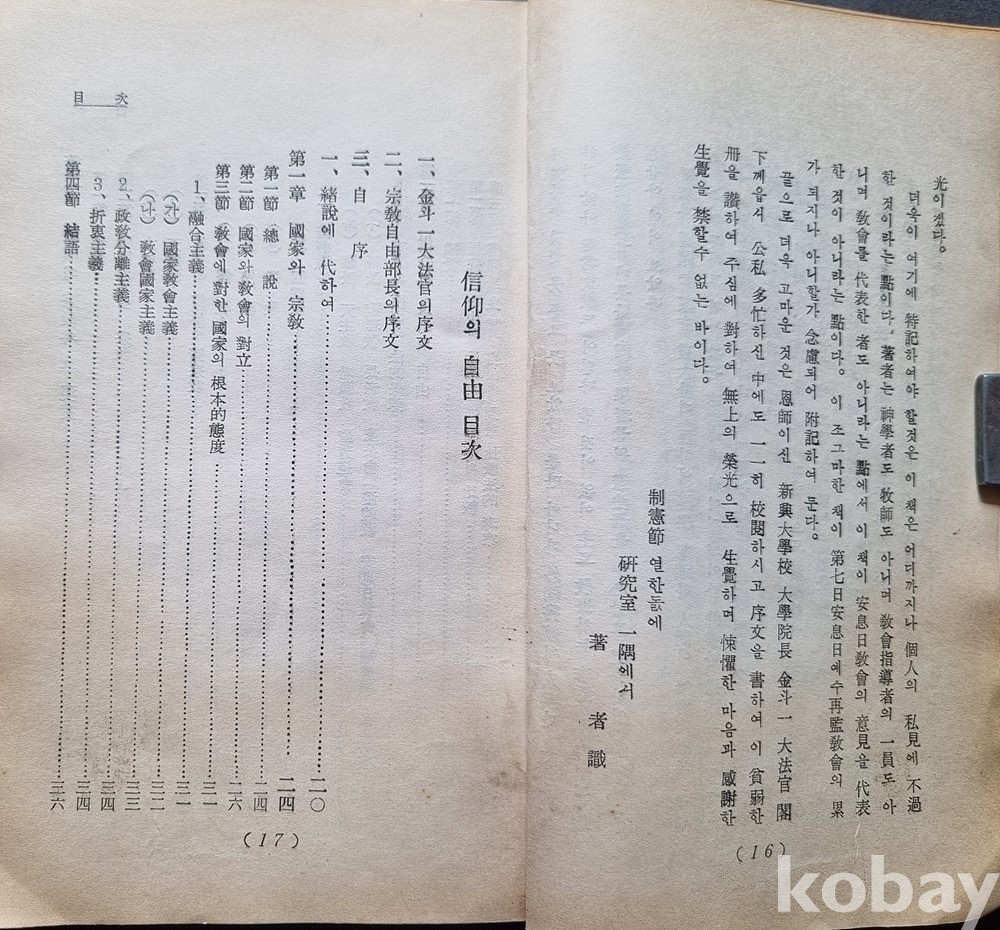 光이겠다。
더욱이 여기에 特記하여야 할것은 이 책은 어디까지나 個人의 私見에 不過
한 것이라는 點이다。著者는 神學者도 敎師도 아니며 敎會指導者의 一員도 아
니며 敎會를 代表한 者도 아니라는 點에서 이 책이 安息日敎會의 意見을 代表
한 것이 아니라는 點이다。 이 조그마한 책이 第七日安息日예수再臨敎會의 累
가 되지나 아니할가 念慮되어 附記하여 둔다。
끝으로 더욱 고마운 것은 恩師이신 新興大學校 大學院長 金斗一 大法官 閣
下께읍서 公私 多忙하신 中에도 一一히 校閱하시고 序文을 書하여 이 貧弱한
冊을 讚하여 주심에 對하여 無上의 榮光으로 生覺하며 悚懼한 마음과 感謝한
生覺을 禁할수 없는 바이다。
制憲節 열한돐에
硏究室 一隅에서
著 者 識
(16)
目 次
信仰의 自由 目次
一、金斗一大法官의序文
二、宗敎自由部長의序文
三、自 序
一、緖說에 代하여……二〇
第一章 國家와 宗敎……二四
第一節 總 說……二四
第二節 國家와敎會의 對立……二六
第三節 敎會에對한 國家의 根本的態度……三一
1、融合主義……三一
(가) 國家敎會主義……三二
(나) 敎會國家主義……三三
2、政敎分離主義……三四
3、折衷主義……三四
第四節 結語……三六
(17)
kobay